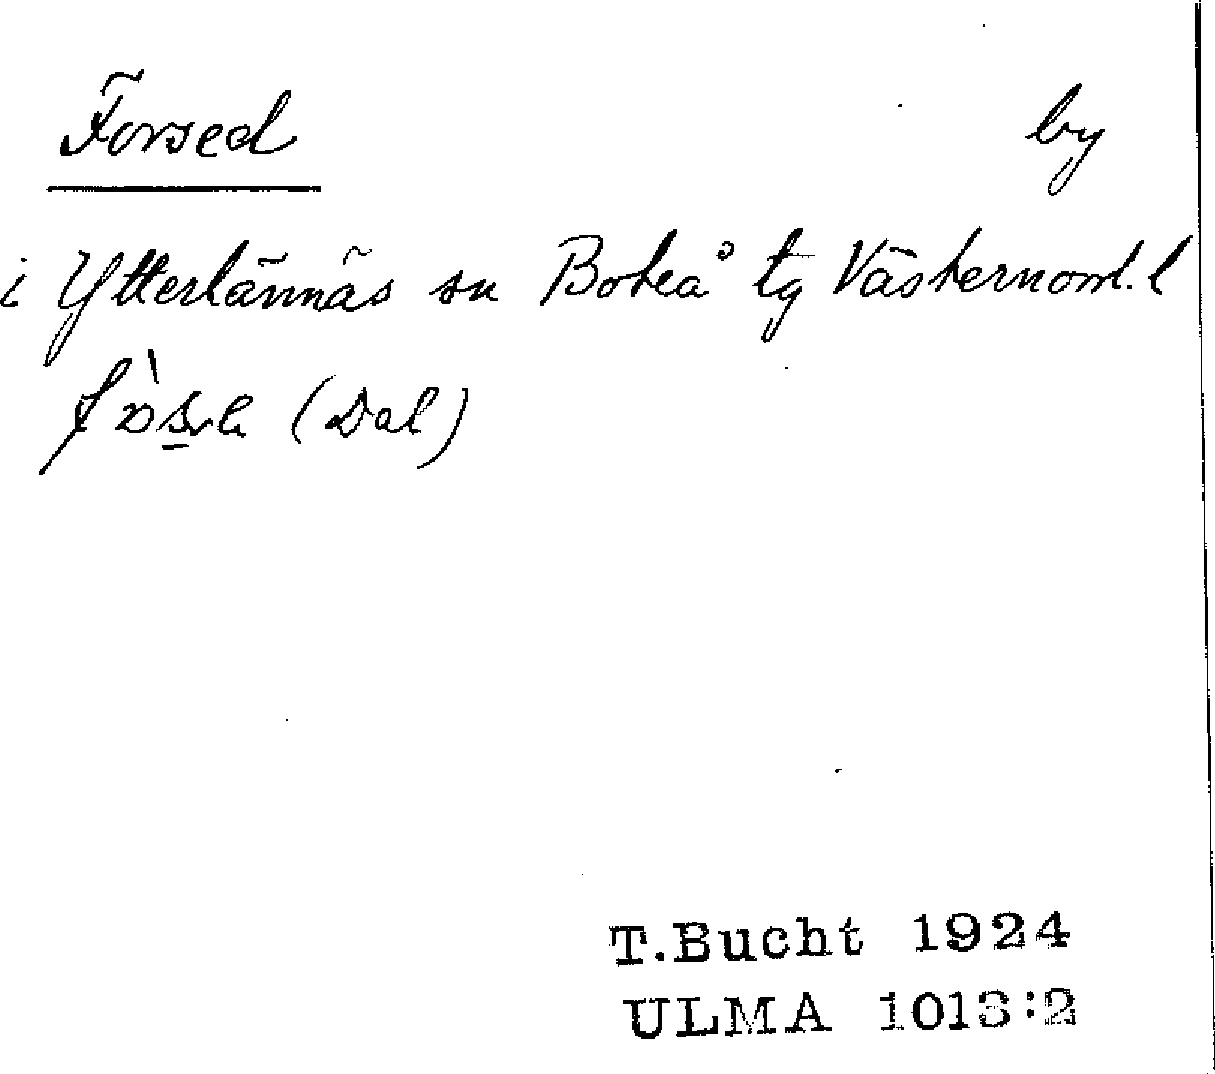 Forsed by
i Ytterlännäs sn Boteå tg Västernorrl. l
(Dal)
T.Bucht 1924
ULMA 1013:2